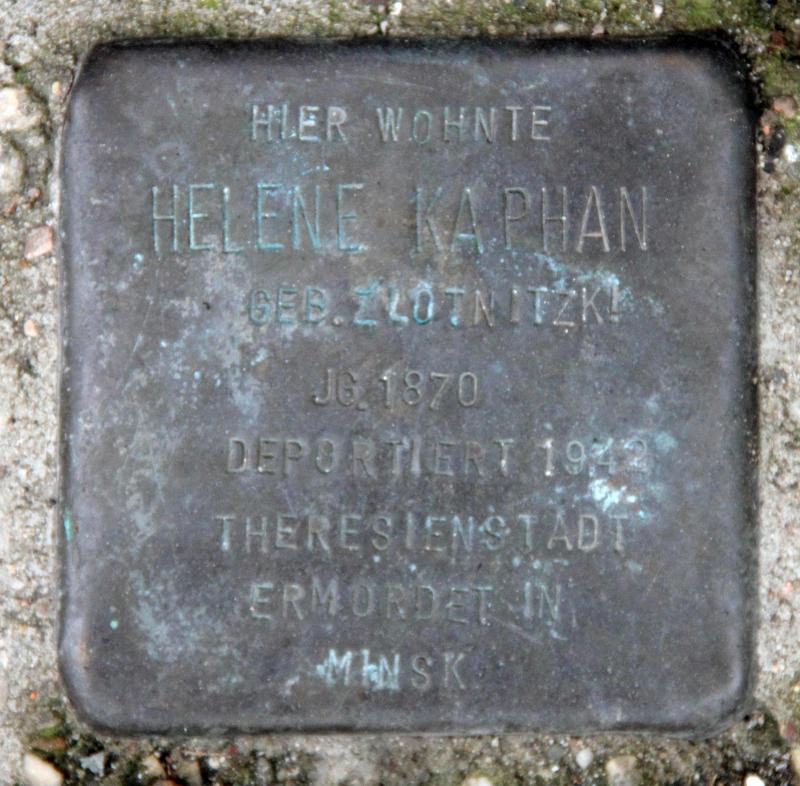 HIER WOHNTE
HELENE KAPHAN
GEB. ZLOTNITZKI
JG. 1870
DEPORTIERT 1942
THERESIENSTADT
ERMORDET IN
MINSK